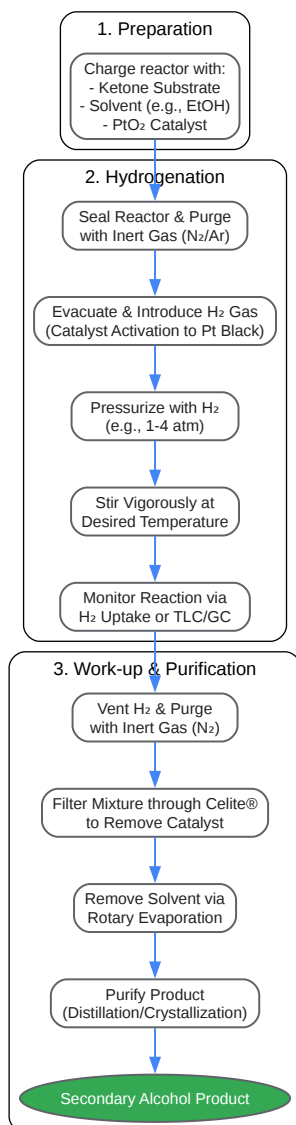 1. Preparation
Charge reactor with:
- Ketone Substrate
- Solvent (e.g., EtOH)
- PtO₂ Catalyst
2. Hydrogenation
Seal Reactor & Purge
with Inert Gas (N₂/Ar)
Evacuate & Introduce H₂ Gas
(Catalyst Activation to Pt Black)
Pressurize with H₂
(e.g., 1-4 atm)
Stir Vigorously at
Desired Temperature
Monitor Reaction via
H₂ Uptake or TLC/GC
3. Work-up & Purification
Vent H₂ & Purge
with Inert Gas (N₂)
Filter Mixture through Celite®
to Remove Catalyst
Remove Solvent via
Rotary Evaporation
Purify Product
(Distillation/Crystallization)
Secondary Alcohol Product